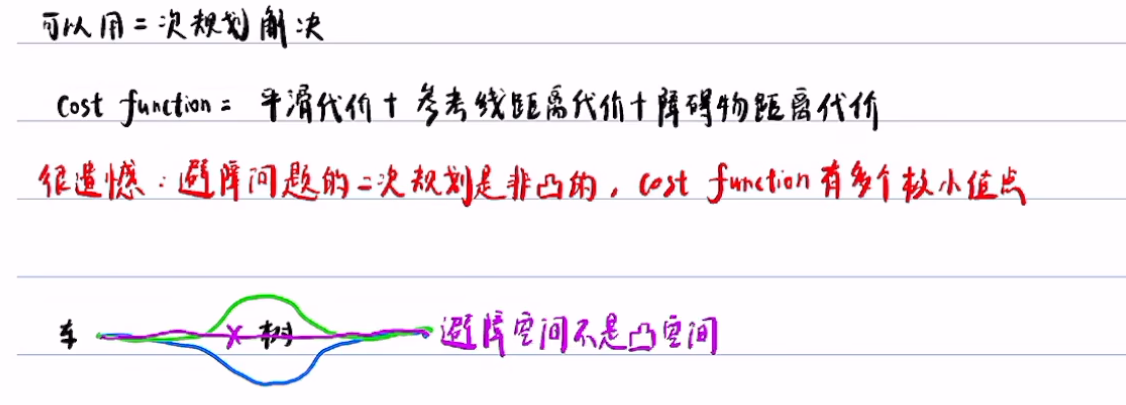 可以用二次规划解决
cost function = 平滑代价 + 参考线距离代价 + 障碍物距离代价
很遗憾：避障问题的二次规划是非凸的，cost function 有多个极小值点
车 × 树 避障空间不是凸空间